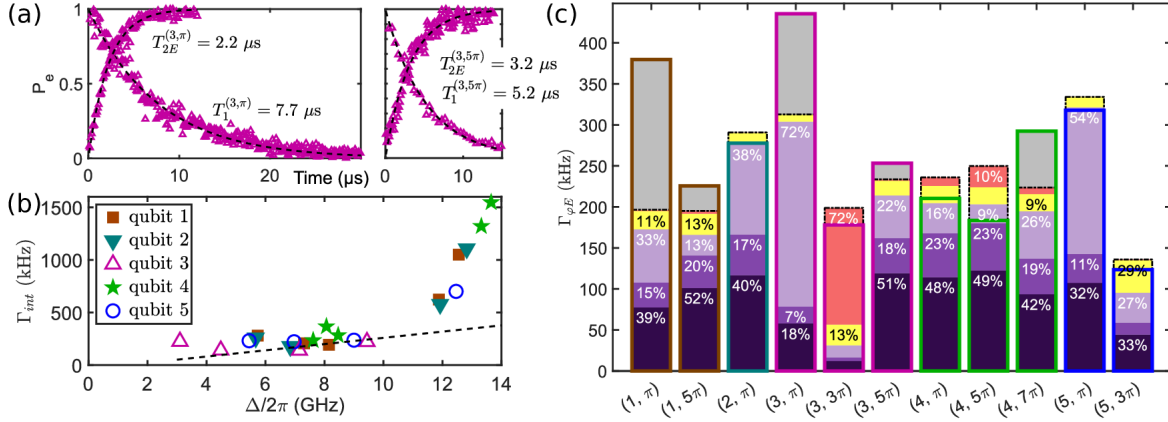 (a)
P_e
1
0.5
0
T_{2E}^{(3,π)} = 2.2 μs
T_1^{(3,π)} = 7.7 μs
0 10 20
Time (μs)
T_{2E}^{(3,5π)} = 3.2 μs
T_1^{(3,5π)} = 5.2 μs
0 10
(b)
Γ_{int} (kHz)
1500
1000
500
0
qubit 1
qubit 2
qubit 3
qubit 4
qubit 5
0 2 4 6 8 10 12 14
Δ/2π (GHz)
(c)
Γ_{φE} (kHz)
400
350
300
250
200
150
100
50
0
11%
33%
15%
39%
13%
13%
20%
52%
38%
17%
40%
72%
7%
18%
72%
13%
22%
18%
51%
16%
23%
48%
10%
9%
23%
49%
9%
26%
19%
42%
54%
11%
32%
29%
27%
33%
(1, π) (1, 5π) (2, π) (3, π) (3, 3π) (3, 5π) (4, π) (4, 5π) (4, 7π) (5, π) (5, 3π)